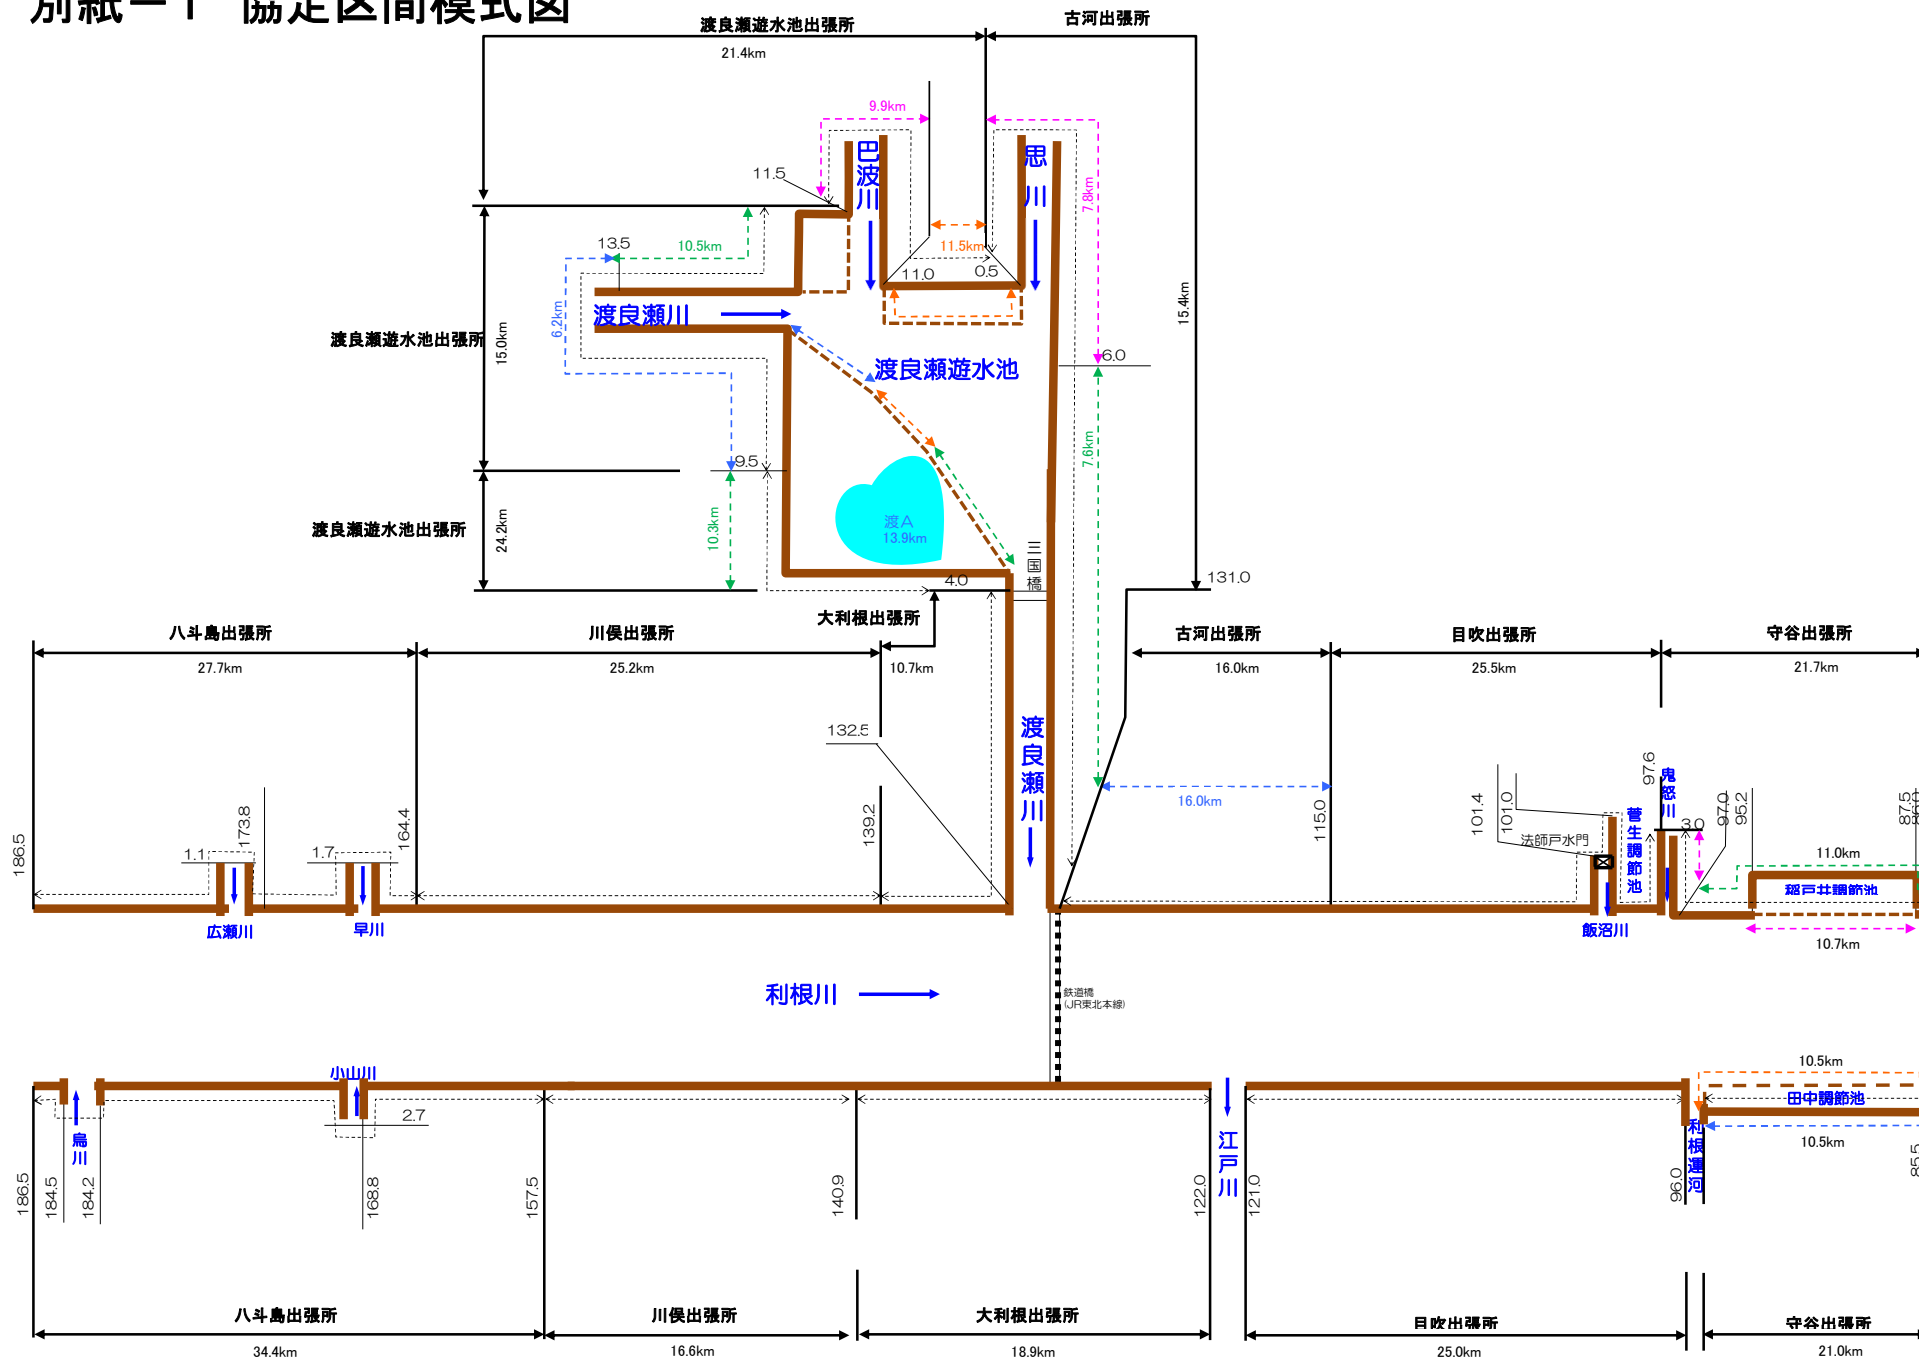 別紙－1 協定区間模式図
渡良瀬遊水池出張所
古河出張所
21.4km
9.9km
巴波川
思川
11.5
7.8km
13.5
10.5km
11.5km
11.0
0.5
15.4km
6.2km
渡良瀬川
渡良瀬遊水池出張所
15.0km
渡良瀬遊水池
6.0
7.6km
9.5
渡良瀬遊水池出張所
24.2km
10.3km
渡A
13.9km
三国橋
4.0
131.0
大利根出張所
八斗島出張所
川俣出張所
古河出張所
目吹出張所
守谷出張所
27.7km
25.2km
10.7km
16.0km
25.5km
21.7km
132.5
渡良瀬川
16.0km
186.5
1.1
173.8
1.7
164.4
139.2
115.0
101.4
101.0
法師戸水門
菅生調節池
97.6
鬼怒川
3.0
97.0
95.2
87.5
11.0km
稲戸井調節池
広瀬川
早川
飯沼川
10.7km
利根川
鉄道橋
(JR東北本線)
小山川
10.5km
田中調節池
2.7
烏川
江戸川
利根運河
10.5km
186.5
184.5
184.2
168.8
157.5
140.9
122.0
121.0
96.0
85.5
八斗島出張所
川俣出張所
大利根出張所
目吹出張所
守谷出張所
34.4km
16.6km
18.9km
25.0km
21.0km